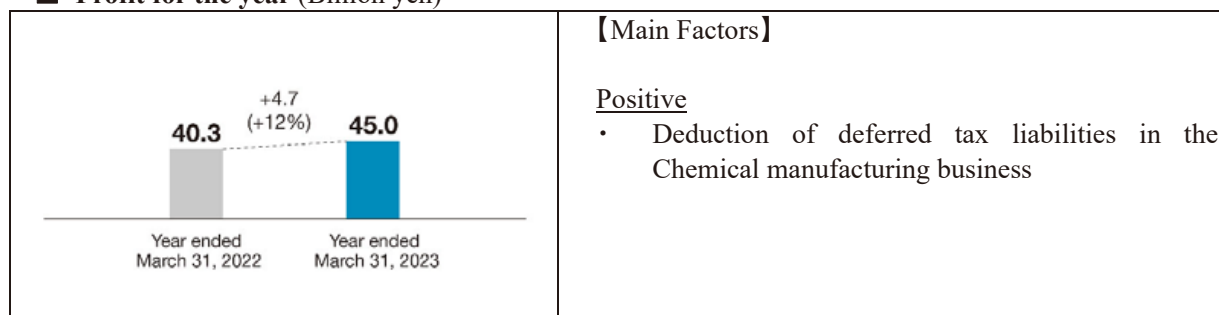 ■ Profit for the year (Billion yen)
+4.7
(+12%)
40.3
45.0
Year ended
March 31, 2022
Year ended
March 31, 2023
【Main Factors】
Positive
・ Deduction of deferred tax liabilities in the
Chemical manufacturing business